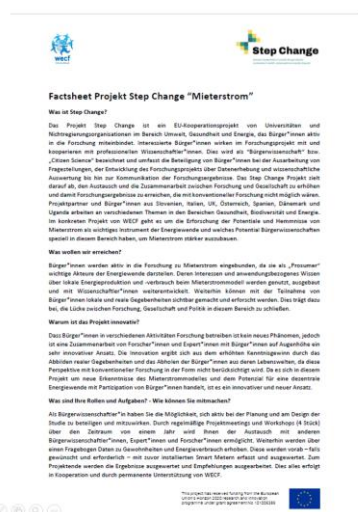 wecf
Step Change
Factsheet Projekt Step Change "Mieterstrom"
Was ist Step Change?
Das Projekt Step Change ist ein EU-Kooperationsprojekt von Universitäten und
Nichtregierungsorganisationen im Bereich Umwelt, Gesundheit und Energie, das Bürger*innen aktiv
in die Forschung miteinbindet. Interessierte Bürger*innen wirken im Forschungsprojekt mit und
kooperieren mit professionellen Wissenschaftler*innen. Dies wird als "Bürgerwissenschaft" bzw.
„Citizen Science" bezeichnet und umfasst die Beteiligung von Bürger*innen bei der Ausarbeitung von
Fragestellungen, der Entwicklung des Forschungsprojekts über Datenerhebung und wissenschaftliche
Auswertung bis hin zur Kommunikation der Forschungsergebnisse. Das Step Change Projekt zielt
darauf ab, den Austausch und die Zusammenarbeit zwischen Forschung und Gesellschaft zu erhöhen
und damit Forschungsergebnisse zu erreichen, die mit konventioneller Forschung nicht möglich wären.
Projektpartner und Bürger*innen aus Slovenien, Italien, UK, Österreich, Spanien, Dänemark und
Uganda arbeiten an verschiedenen Themen in den Bereichen Gesundheit, Biodiversität und Energie.
Im konkreten Projekt von WECF geht es um die Erforschung der Potentiale und Hemmnisse von
Mieterstrom als wichtiges Instrument der Energiewende und welches Potential Bürgerwissenschaften
speziell in diesem Bereich haben, um Mieterstrom stärker auszubauen.
Was wollen wir erreichen?
Bürger*innen werden aktiv in die Forschung zu Mieterstrom eingebunden, da sie als „Prosumer"
wichtige Akteure der Energiewende darstellen. Deren Interessen und anwendungsbezogenes Wissen
über lokale Energieproduktion und -verbrauch beim Mieterstrommodell werden genutzt, ausgebaut
und mit Wissenschaftler*innen weiterentwickelt. Weiterhin können mit der Teilnahme von
Bürger*innen lokale und reale Gegebenheiten sichtbar gemacht und erforscht werden. Dies trägt dazu
bei, die Lücke zwischen Forschung, Gesellschaft und Politik in diesem Bereich zu schließen.
Warum ist das Projekt innovativ?
Dass Bürger*innen in verschiedenen Aktivitäten Forschung betreiben ist kein neues Phänomen, jedoch
ist eine Zusammenarbeit von Forscher*innen und Expert*innen mit Bürger*innen auf Augenhöhe ein
sehr innovativer Ansatz. Die Innovation ergibt sich aus dem erhöhten Kenntnisgewinn durch das
Abbilden realer Gegebenheiten und das Abholen der Bürger*innen aus deren Lebenswelten, da diese
Perspektive mit konventioneller Forschung in der Form nicht berücksichtigt wird. Da es sich in diesem
Projekt um neue Erkenntnisse des Mieterstrommodelles und dem Potenzial für eine dezentrale
Energiewende mit Partizipation von Bürger*innen handelt, ist es ein innovativer und neuer Ansatz.
Was sind Ihre Rollen und Aufgaben? - Wie können Sie mitmachen?
Als Bürgerwissenschaftler*in haben Sie die Möglichkeit, sich aktiv bei der Planung und am Design der
Studie zu beteiligen und mitzuwirken. Durch regelmäßige Projektmeetings und Workshops (4 Stück)
über den Zeitraum von einem Jahr wird Ihnen der Austausch mit anderen
Bürgerwissenschaftler*innen, Expert*innen und Forscher*innen ermöglicht. Weiterhin werden über
einen Fragebogen Daten zu Gewohnheiten und Energieverbrauch erhoben. Diese werden vorab – falls
gewünscht und erforderlich – mit zuvor installierten Smart Metern erfasst und ausgewertet. Zum
Projektende werden die Ergebnisse ausgewertet und Empfehlungen ausgearbeitet. Dies alles erfolgt
in Kooperation und durch permanente Unterstützung von WECF.
This project has received funding from the European
Union's Horizon 2020 research and innovation
programme under grant agreement No